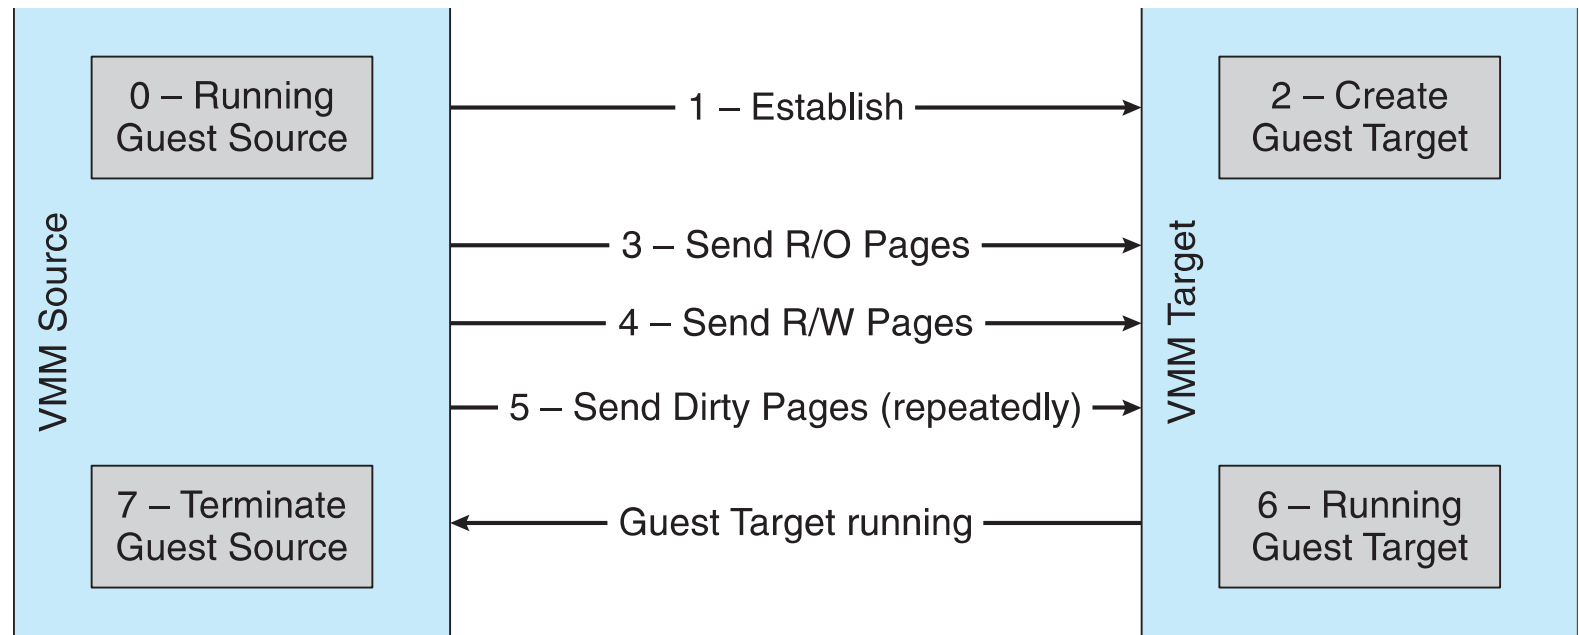 0 – Running
Guest Source
1 – Establish
2 – Create
Guest Target
3 – Send R/O Pages
4 – Send R/W Pages
5 – Send Dirty Pages (repeatedly)
VMM Source
VMM Target
7 – Terminate
Guest Source
Guest Target running
6 – Running
Guest Target